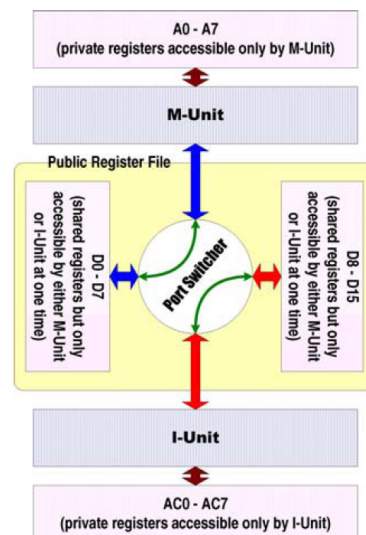 A0 - A7
(private registers accessible only by M-Unit)
M-Unit
Public Register File
D0 - D7
(shared registers but only
accessible by either M-Unit
or I-Unit at one time)
Port Switcher
D8 - D15
(shared registers but only
accessible by either M-Unit
or I-Unit at one time)
I-Unit
AC0 - AC7
(private registers accessible only by I-Unit)